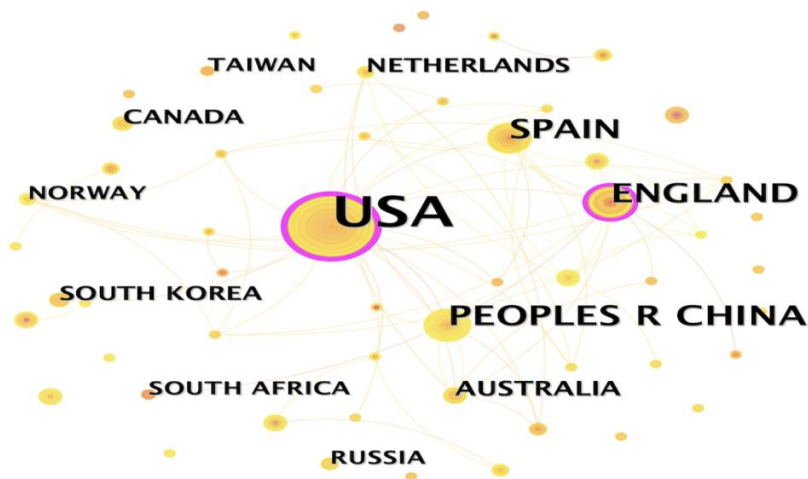 TAIWAN
NETHERLANDS
CANADA
SPAIN
NORWAY
ENGLAND
USA
SOUTH KOREA
PEOPLES R CHINA
SOUTH AFRICA
AUSTRALIA
RUSSIA